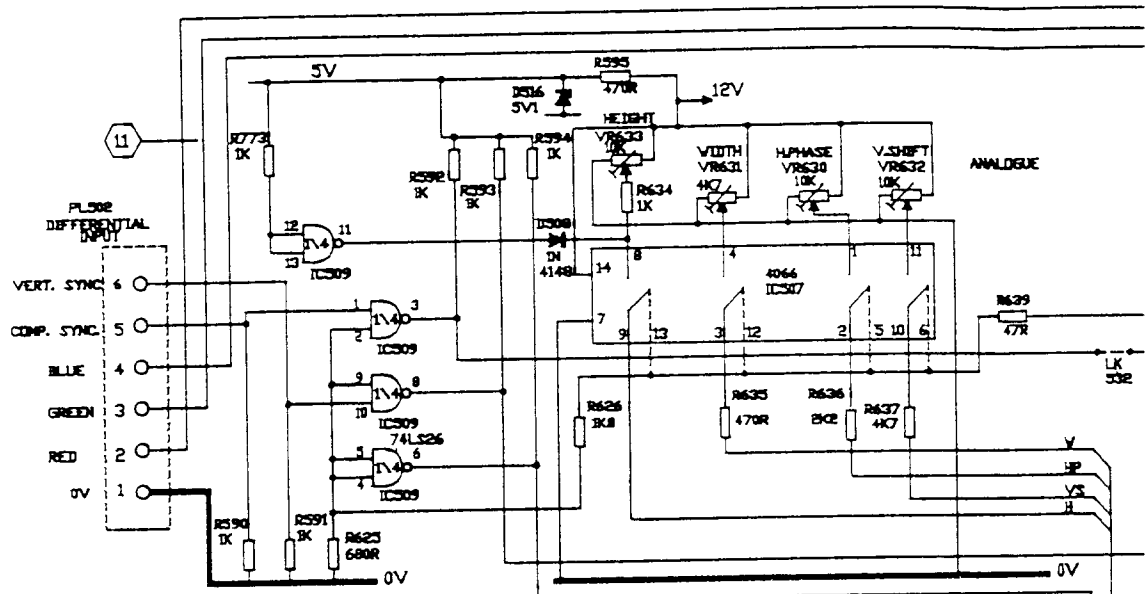 5V
R595
470R
D516
5V1
12V
11
R773
1K
HEIGHT
VR633
10K
R594
1K
R592
1K
R593
1K
WIDTH
VR631
4K7
H.PHASE
VR630
10K
V.SHIFT
VR632
10K
ANALOGUE
R634
1K
PL502
DIFFERENTIAL
INPUT
12
13
1\4
11
IC509
D508
IN
4148
8
4
1
11
14
4066
IC507
7
9
13
3
12
2
5
10
6
R639
47R
VERT. SYNC
6
COMP. SYNC.
5
BLUE
4
GREEN
3
RED
2
0V
1
1
2
1\4
3
IC509
9
10
1\4
8
IC509
74LS26
5
4
1\4
6
IC509
LK
532
R626
1K8
R635
470R
R636
2K2
R637
4K7
W
HP
VS
H
R590
1K
R591
1K
R625
680R
0V
0V